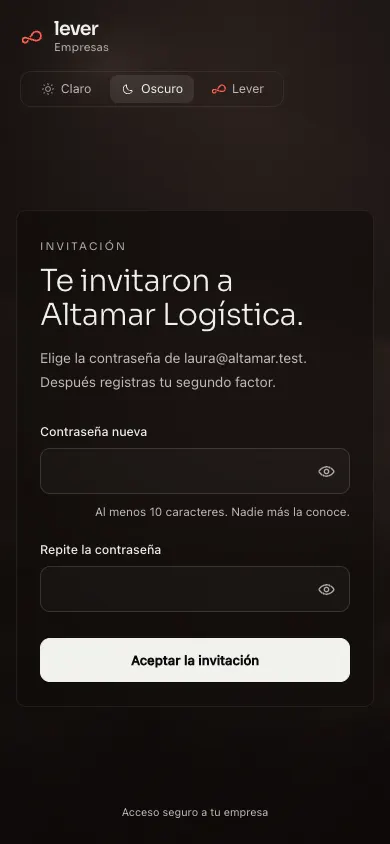 lever
Empresas
Claro
Oscuro
Lever
INVITACIÓN
Te invitaron a
Altamar Logística.
Elige la contraseña de laura@altamar.test.
Después registras tu segundo factor.
Contraseña nueva
Al menos 10 caracteres. Nadie más la conoce.
Repite la contraseña
Aceptar la invitación
Acceso seguro a tu empresa